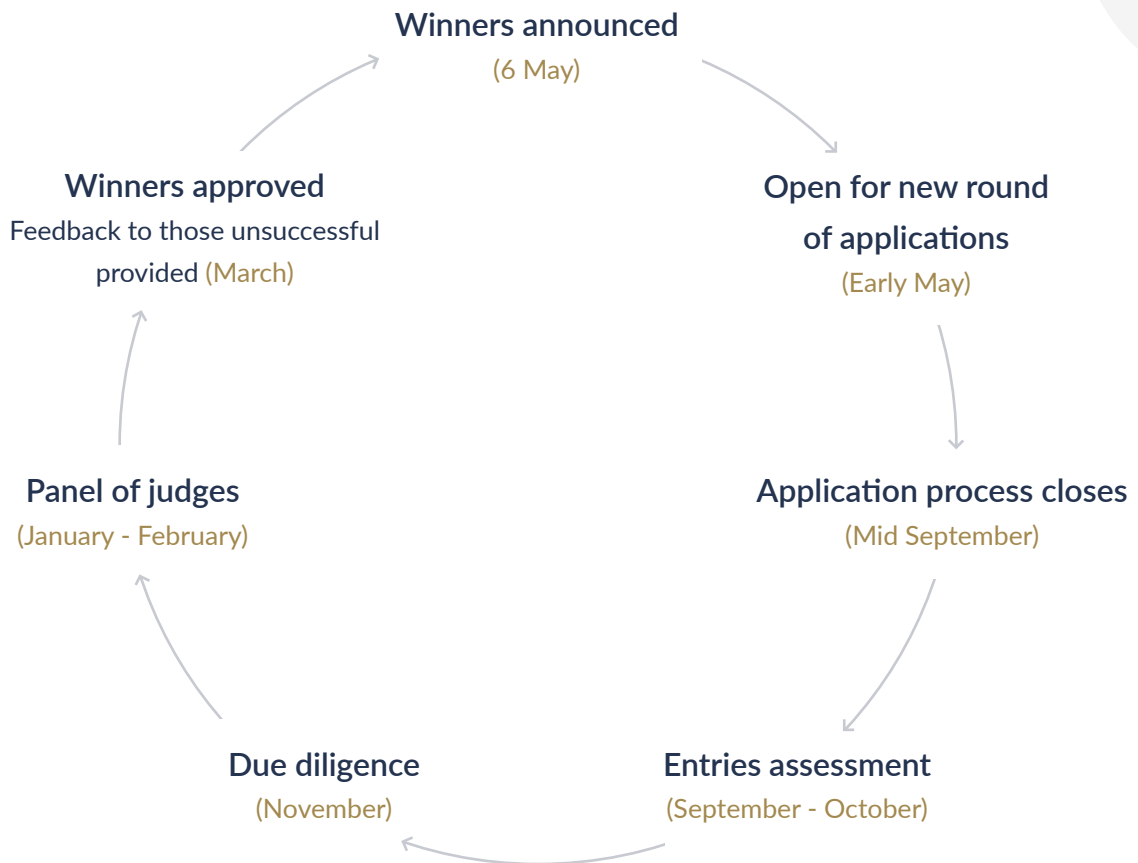 Winners announced
(6 May)
Open for new round
of applications
(Early May)
Application process closes
(Mid September)
Entries assessment
(September - October)
Due diligence
(November)
Panel of judges
(January - February)
Winners approved
Feedback to those unsuccessful
provided (March)